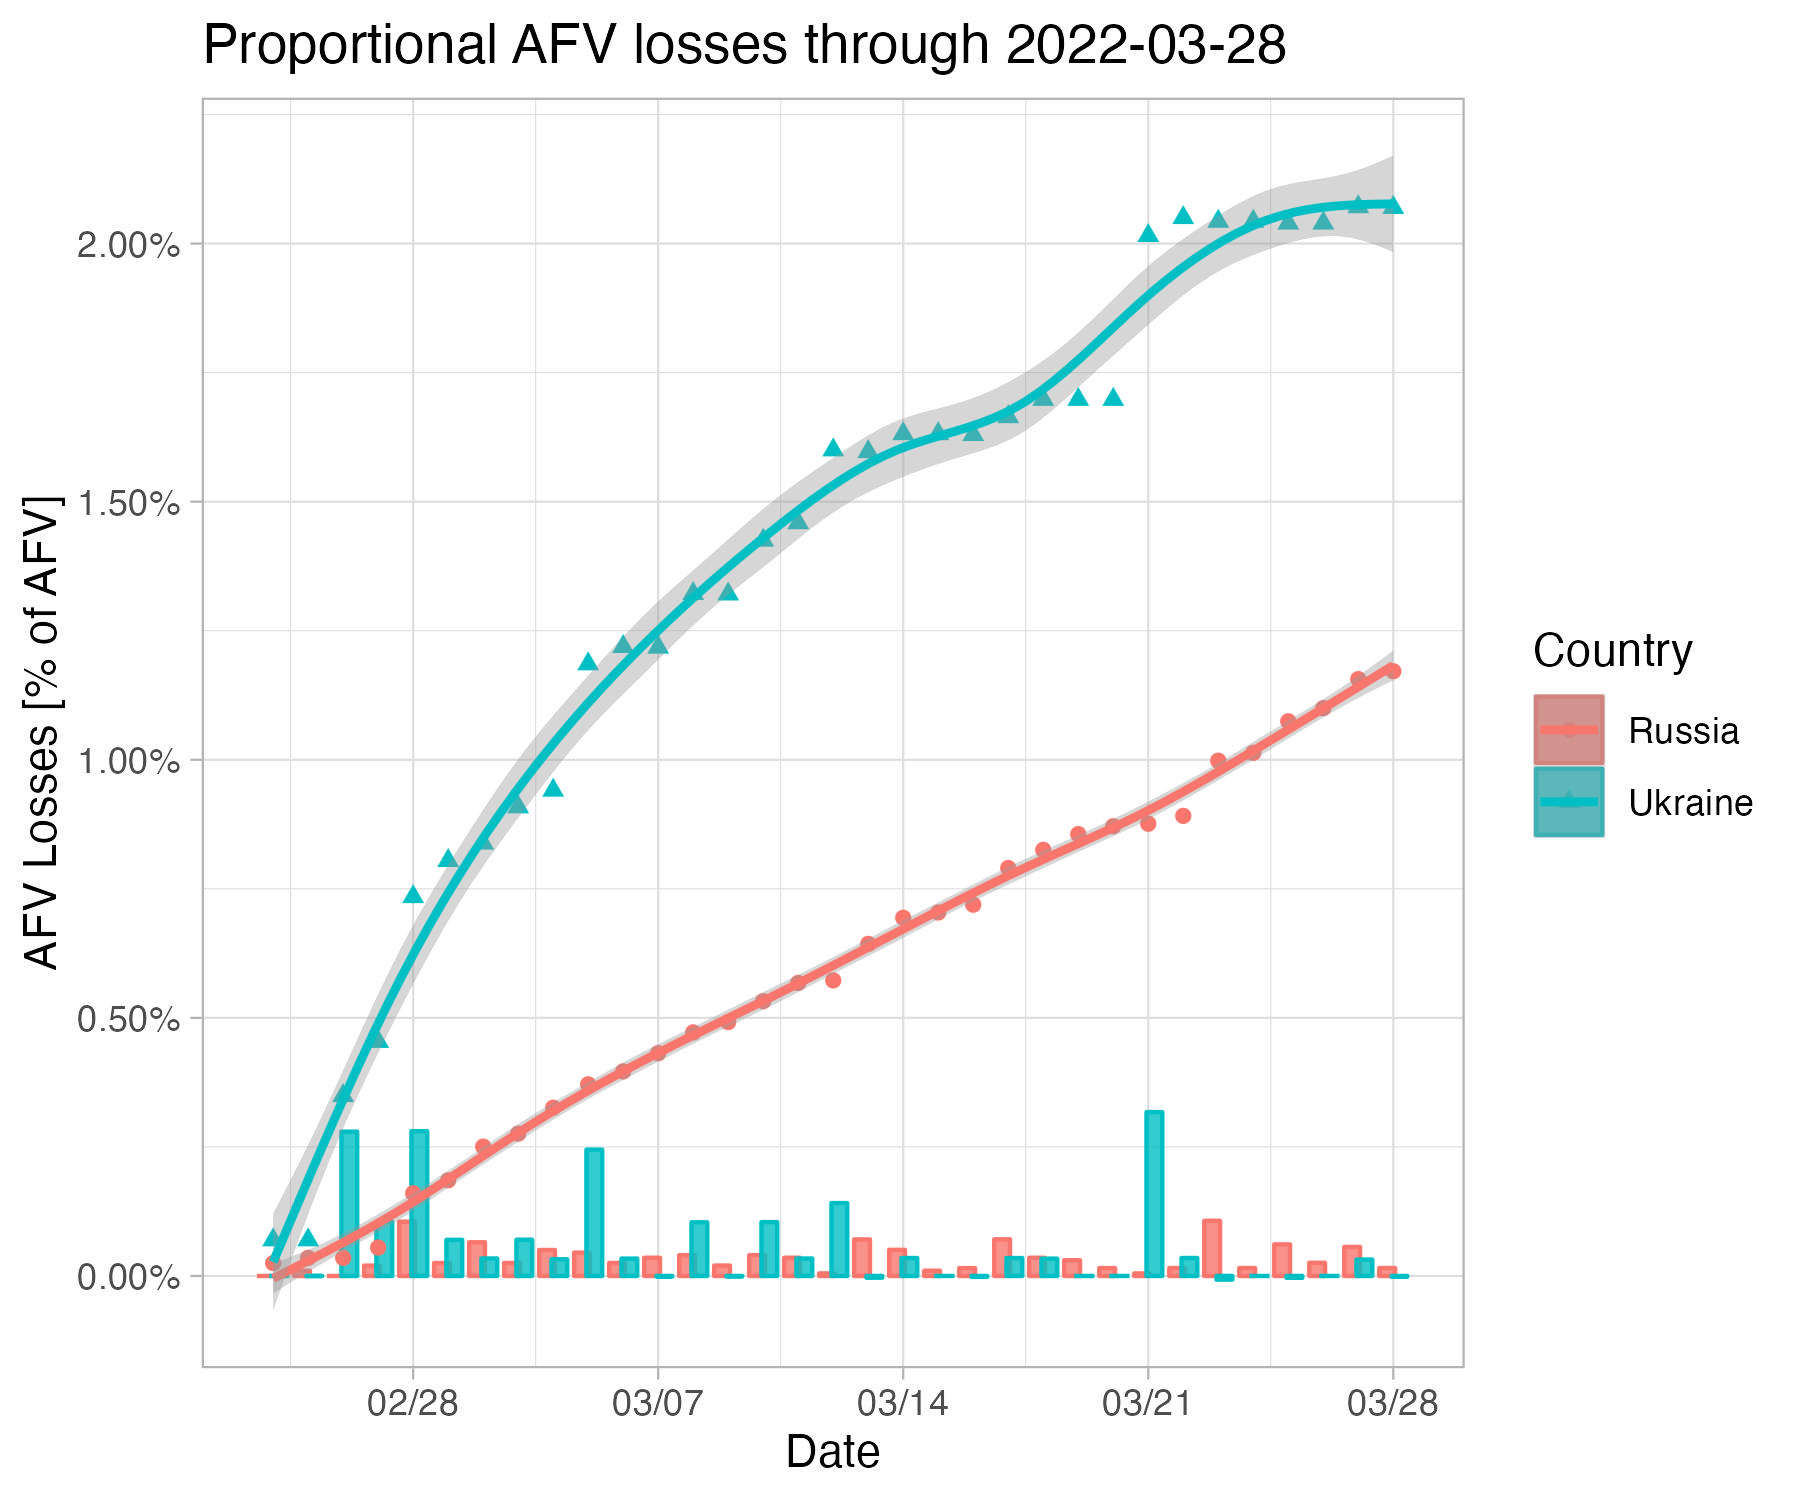 Proportional AFV losses through 2022-03-28
AFV Losses [% of AFV]
2.00%
1.50%
1.00%
0.50%
0.00%
02/28
03/07
03/14
03/21
03/28
Date
Country
Russia
Ukraine